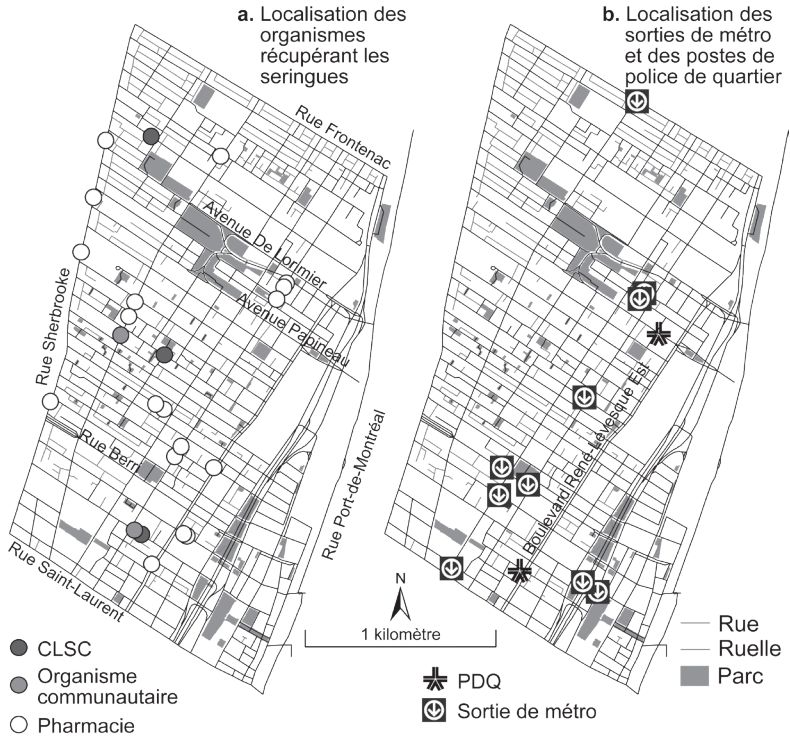 a. Localisation des
organismes
récupérant les
seringues
b. Localisation des
sorties de métro
et des postes de
police de quartier
Rue Frontenac
Avenue De Lorimier
Avenue Papineau
Rue Sherbrooke
Rue Berri
Rue Port-de-Montréal
Rue Saint-Laurent
Boulevard René-Lévesque Est
N
1 kilomètre
CLSC
Organisme
communautaire
Pharmacie
PDQ
Sortie de métro
Rue
Ruelle
Parc